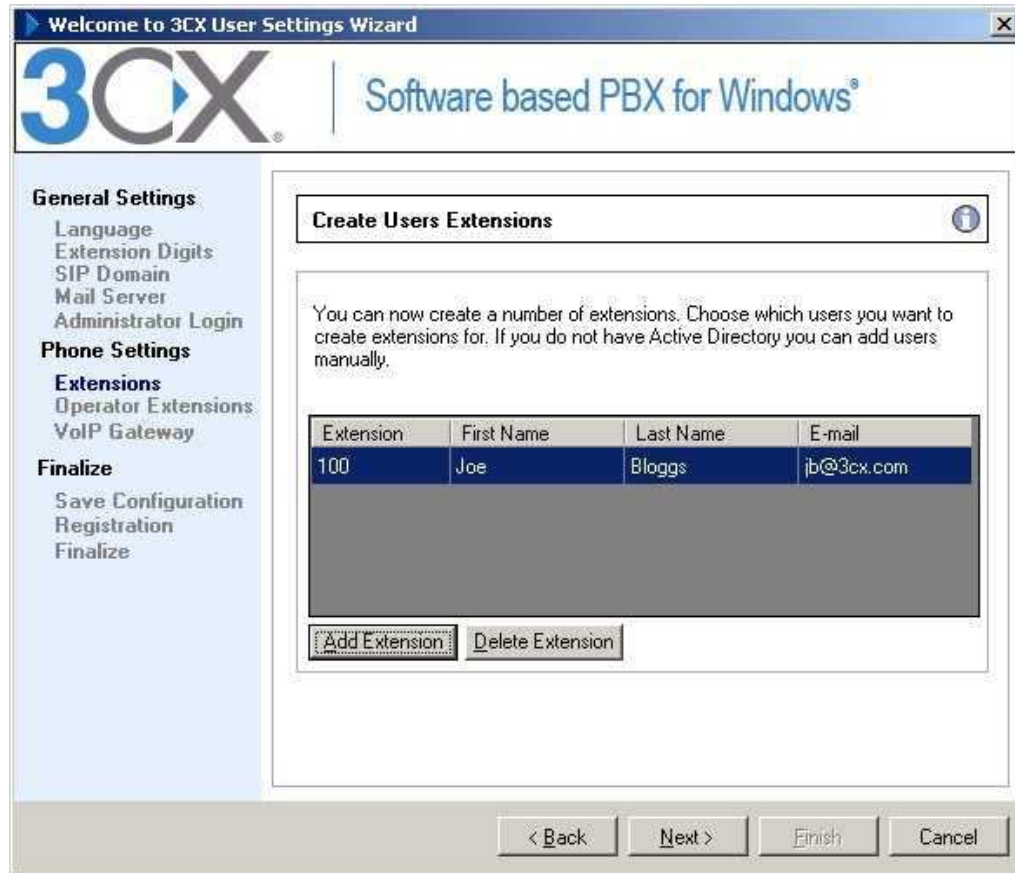 Welcome to 3CX User Settings Wizard
3CX®
Software based PBX for Windows®
General Settings
Language
Extension Digits
SIP Domain
Mail Server
Administrator Login
Phone Settings
Extensions
Operator Extensions
VoIP Gateway
Finalize
Save Configuration
Registration
Finalize
Create Users Extensions
You can now create a number of extensions. Choose which users you want to
create extensions for. If you do not have Active Directory you can add users
manually.
Extension First Name Last Name E-mail
100 Joe Bloggs jb@3cx.com
Add Extension Delete Extension
< Back Next > Finish Cancel